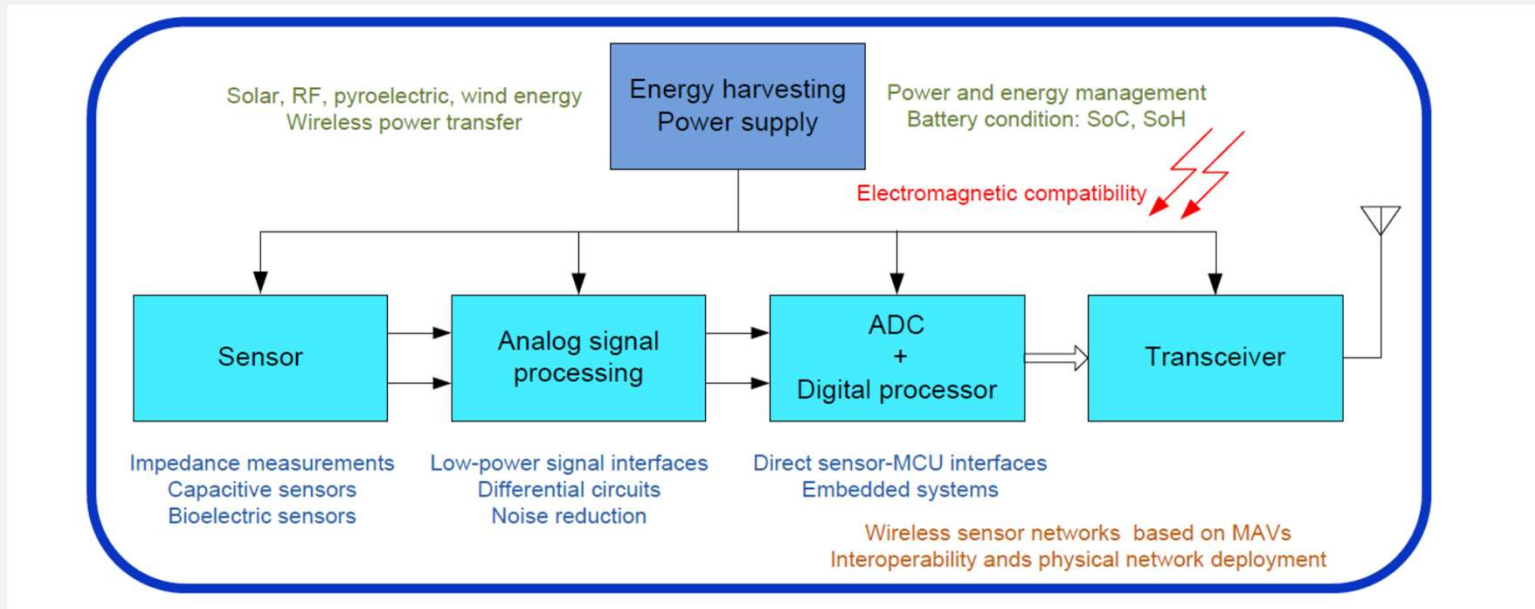 Solar, RF, pyroelectric, wind energy
Wireless power transfer
Energy harvesting
Power supply
Power and energy management
Battery condition: SoC, SoH
Electromagnetic compatibility
Sensor
Analog signal
processing
ADC
+
Digital processor
Transceiver
Impedance measurements
Capacitive sensors
Bioelectric sensors
Low-power signal interfaces
Differential circuits
Noise reduction
Direct sensor-MCU interfaces
Embedded systems
Wireless sensor networks based on MAVs
Interoperability ands physical network deployment